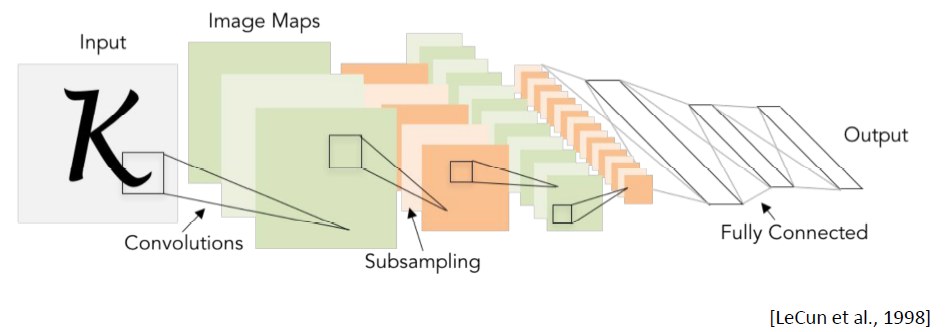 Image Maps
Input
K
Output
Fully Connected
Convolutions
Subsampling
[LeCun et al., 1998]